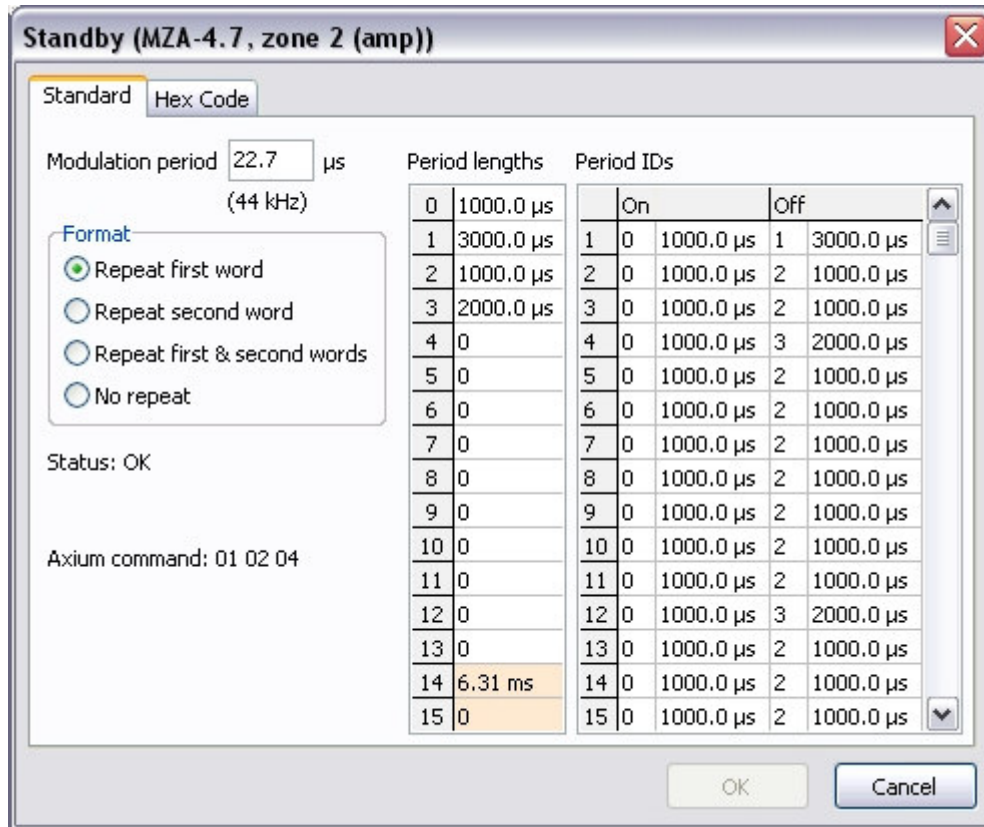 Standby (MZA-4.7, zone 2 (amp))
Standard Hex Code
Modulation period 22.7 µs
(44 kHz)
Format
Repeat first word
Repeat second word
Repeat first & second words
No repeat
Status: OK
Axium command: 01 02 04
Period lengths
0 1000.0 µs
1 3000.0 µs
2 1000.0 µs
3 2000.0 µs
4 0
5 0
6 0
7 0
8 0
9 0
10 0
11 0
12 0
13 0
14 6.31 ms
15 0
Period IDs
On Off
1 0 1000.0 µs 1 3000.0 µs
2 0 1000.0 µs 2 1000.0 µs
3 0 1000.0 µs 2 1000.0 µs
4 0 1000.0 µs 3 2000.0 µs
5 0 1000.0 µs 2 1000.0 µs
6 0 1000.0 µs 2 1000.0 µs
7 0 1000.0 µs 2 1000.0 µs
8 0 1000.0 µs 2 1000.0 µs
9 0 1000.0 µs 2 1000.0 µs
10 0 1000.0 µs 2 1000.0 µs
11 0 1000.0 µs 2 1000.0 µs
12 0 1000.0 µs 3 2000.0 µs
13 0 1000.0 µs 2 1000.0 µs
14 0 1000.0 µs 2 1000.0 µs
15 0 1000.0 µs 2 1000.0 µs
OK Cancel